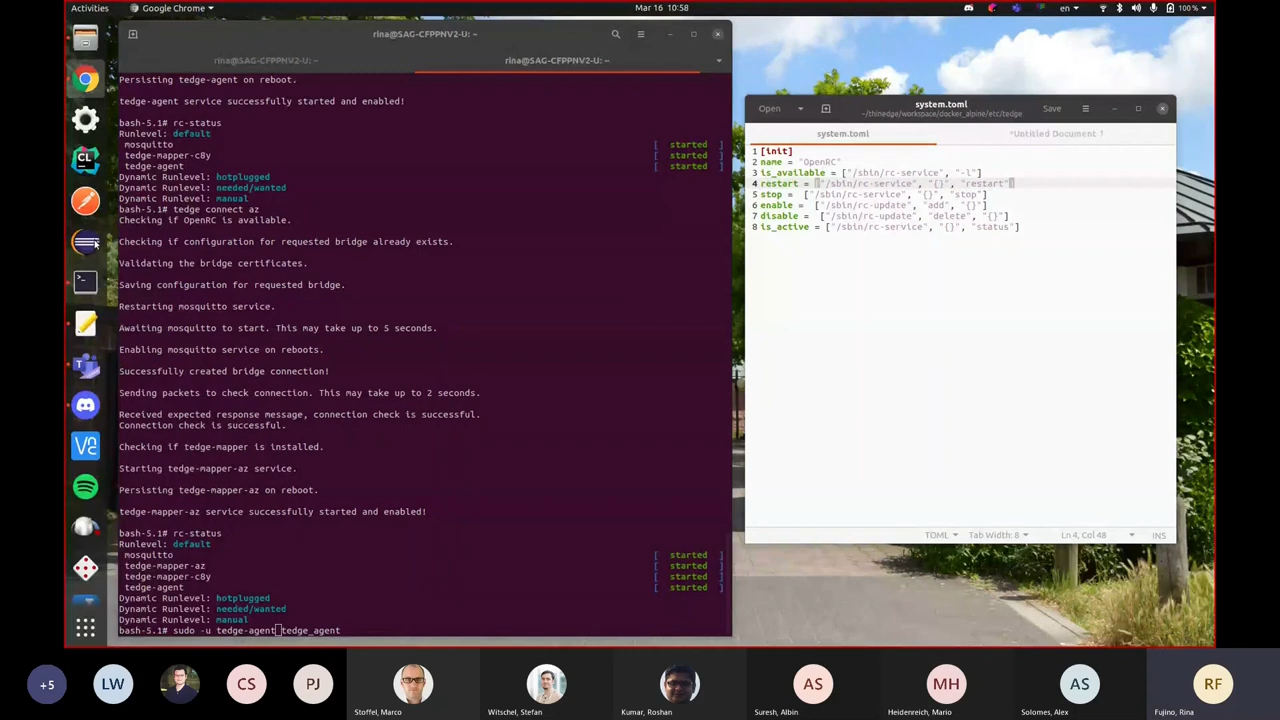 Activities
Google Chrome
Mar 16 10:58
en
100 %
rina@SAG-CFPPNV2-U: ~
rina@SAG-CFPPNV2-U: ~
rina@SAG-CFPPNV2-U: ~
Persisting tedge-agent on reboot.
tedge-agent service successfully started and enabled!
bash-5.1# rc-status
Runlevel: default
mosquitto [ started ]
tedge-mapper-c8y [ started ]
tedge-agent [ started ]
Dynamic Runlevel: hotplugged
Dynamic Runlevel: needed/wanted
Dynamic Runlevel: manual
bash-5.1# tedge connect az
Checking if OpenRC is available.
Checking if configuration for requested bridge already exists.
Validating the bridge certificates.
Saving configuration for requested bridge.
Restarting mosquitto service.
Awaiting mosquitto to start. This may take up to 5 seconds.
Enabling mosquitto service on reboots.
Successfully created bridge connection!
Sending packets to check connection. This may take up to 2 seconds.
Received expected response message, connection check is successful.
Connection check is successful.
Checking if tedge-mapper is installed.
Starting tedge-mapper-az service.
Persisting tedge-mapper-az on reboot.
tedge-mapper-az service successfully started and enabled!
bash-5.1# rc-status
Runlevel: default
mosquitto [ started ]
tedge-mapper-az [ started ]
tedge-mapper-c8y [ started ]
tedge-agent [ started ]
Dynamic Runlevel: hotplugged
Dynamic Runlevel: needed/wanted
Dynamic Runlevel: manual
bash-5.1# sudo -u tedge-agent tedge_agent
Open
system.toml
~/thinedge/workspace/docker_alpine/etc/tedge
Save
system.toml
*Untitled Document 1
1 [init]
2 name = "OpenRC"
3 is_available = ["/sbin/rc-service", "-l"]
4 restart = ["/sbin/rc-service", "{}", "restart"]
5 stop =  ["/sbin/rc-service", "{}", "stop"]
6 enable =  ["/sbin/rc-update", "add", "{}"]
7 disable =  ["/sbin/rc-update", "delete", "{}"]
8 is_active = ["/sbin/rc-service", "{}", "status"]
TOML
Tab Width: 8
Ln 4, Col 48
INS
CL
+5
LW
CS
PJ
AS
MH
AS
RF
Stoffel, Marco
Witschel, Stefan
Kumar, Roshan
Suresh, Albin
Heidenreich, Mario
Solomes, Alex
Fujino, Rina